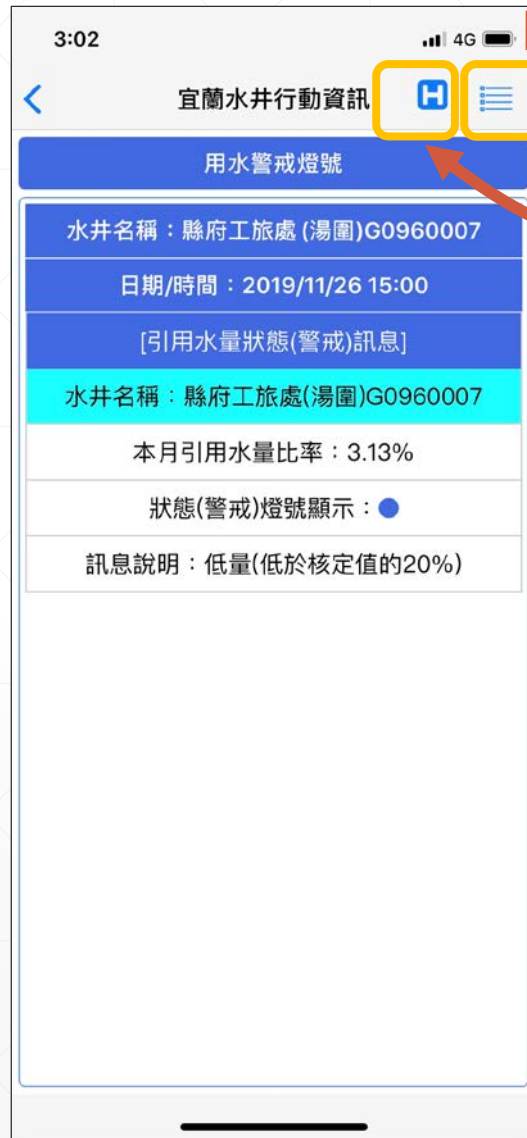 3:02
4G
宜蘭水井行動資訊 H
用水警戒燈號
水井名稱：縣府工旅處 (湯圍)G0960007
日期/時間：2019/11/26 15:00
[引用水量狀態(警戒)訊息]
水井名稱：縣府工旅處(湯圍)G0960007
本月引用水量比率：3.13%
狀態(警戒)燈號顯示：
訊息說明：低量(低於核定值的20%)